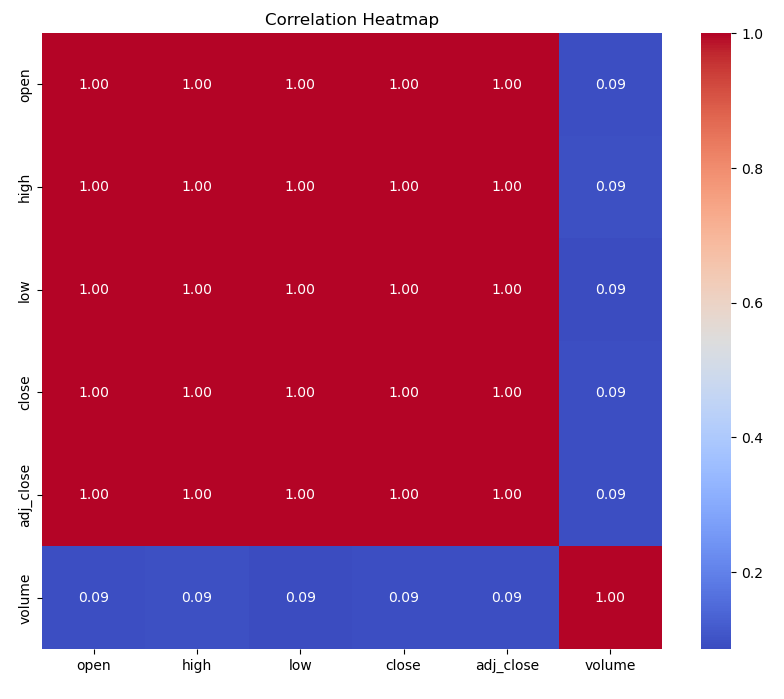 Correlation Heatmap
open 1.00 1.00 1.00 1.00 1.00 0.09
high 1.00 1.00 1.00 1.00 1.00 0.09
low 1.00 1.00 1.00 1.00 1.00 0.09
close 1.00 1.00 1.00 1.00 1.00 0.09
adj_close 1.00 1.00 1.00 1.00 1.00 0.09
volume 0.09 0.09 0.09 0.09 0.09 1.00
open high low close adj_close volume
1.0
0.8
0.6
0.4
0.2